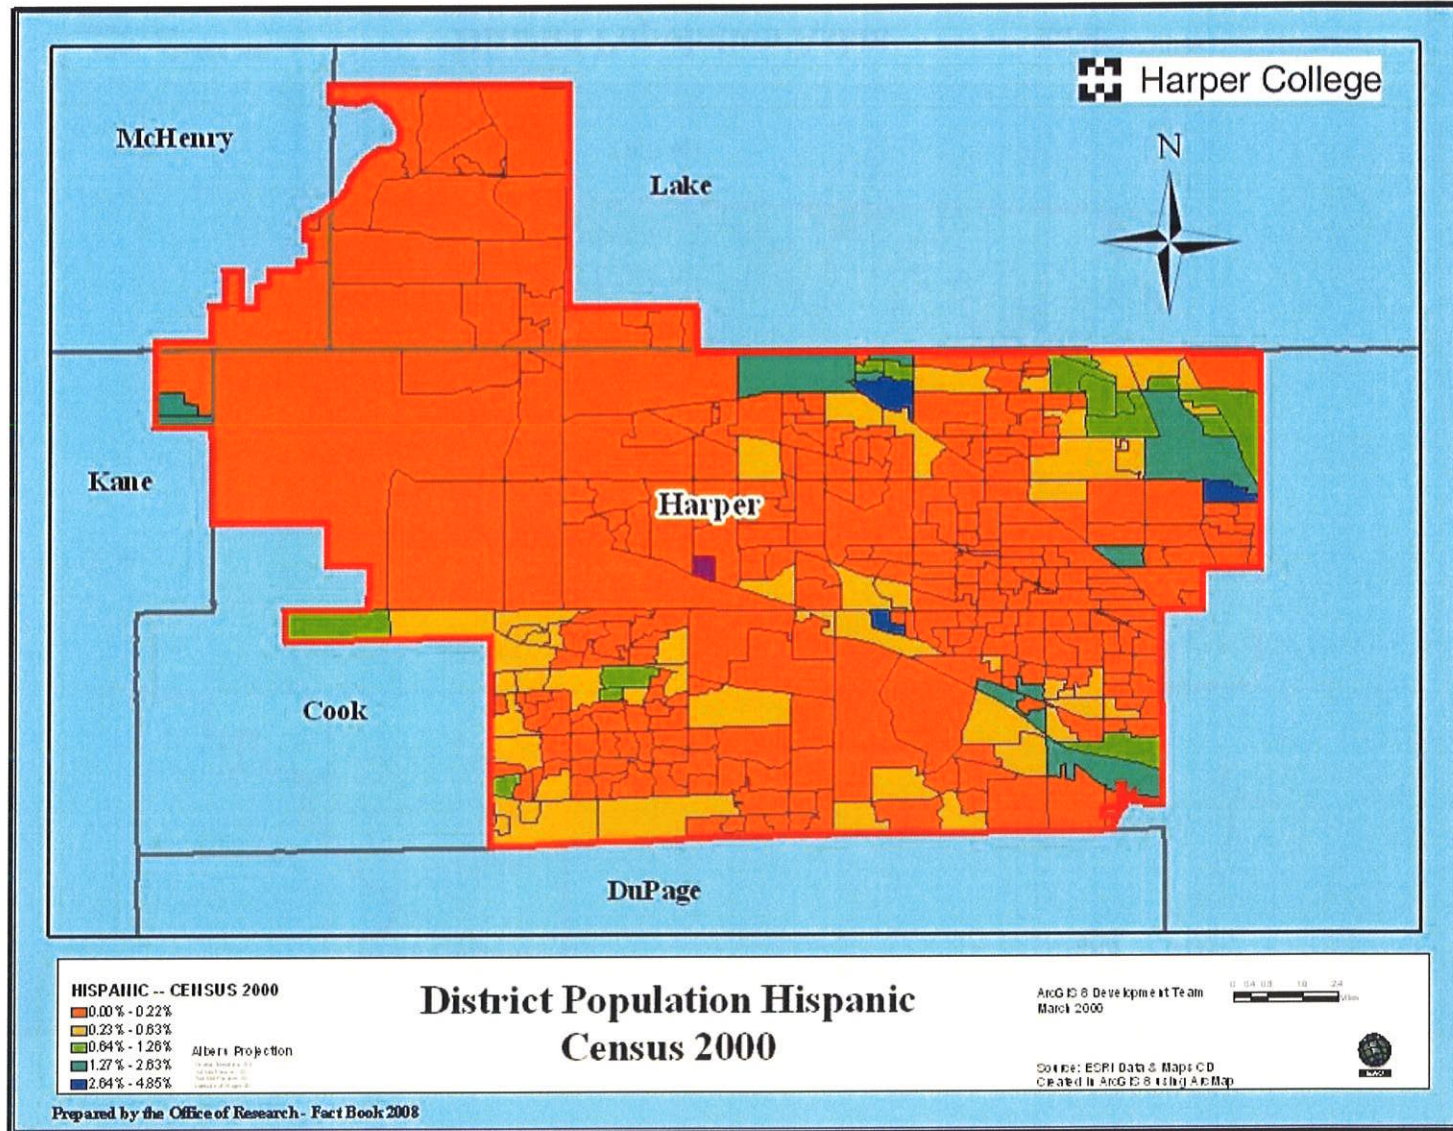 Harper College
N
McHenry
Lake
Kane
Harper
Cook
DuPage
HISPANIC -- CENSUS 2000
0.00% - 0.22%
0.23% - 0.63%
0.64% - 1.26%
1.27% - 2.63%
2.64% - 4.85%
Albers Projection
District Population Hispanic
Census 2000
ArcGIS 8 Development Team
March 2000
Source: ESRI Data & Maps CD
Created in ArcGIS 8 using ArcMap
Miles
Prepared by the Office of Research - Fact Book 2008